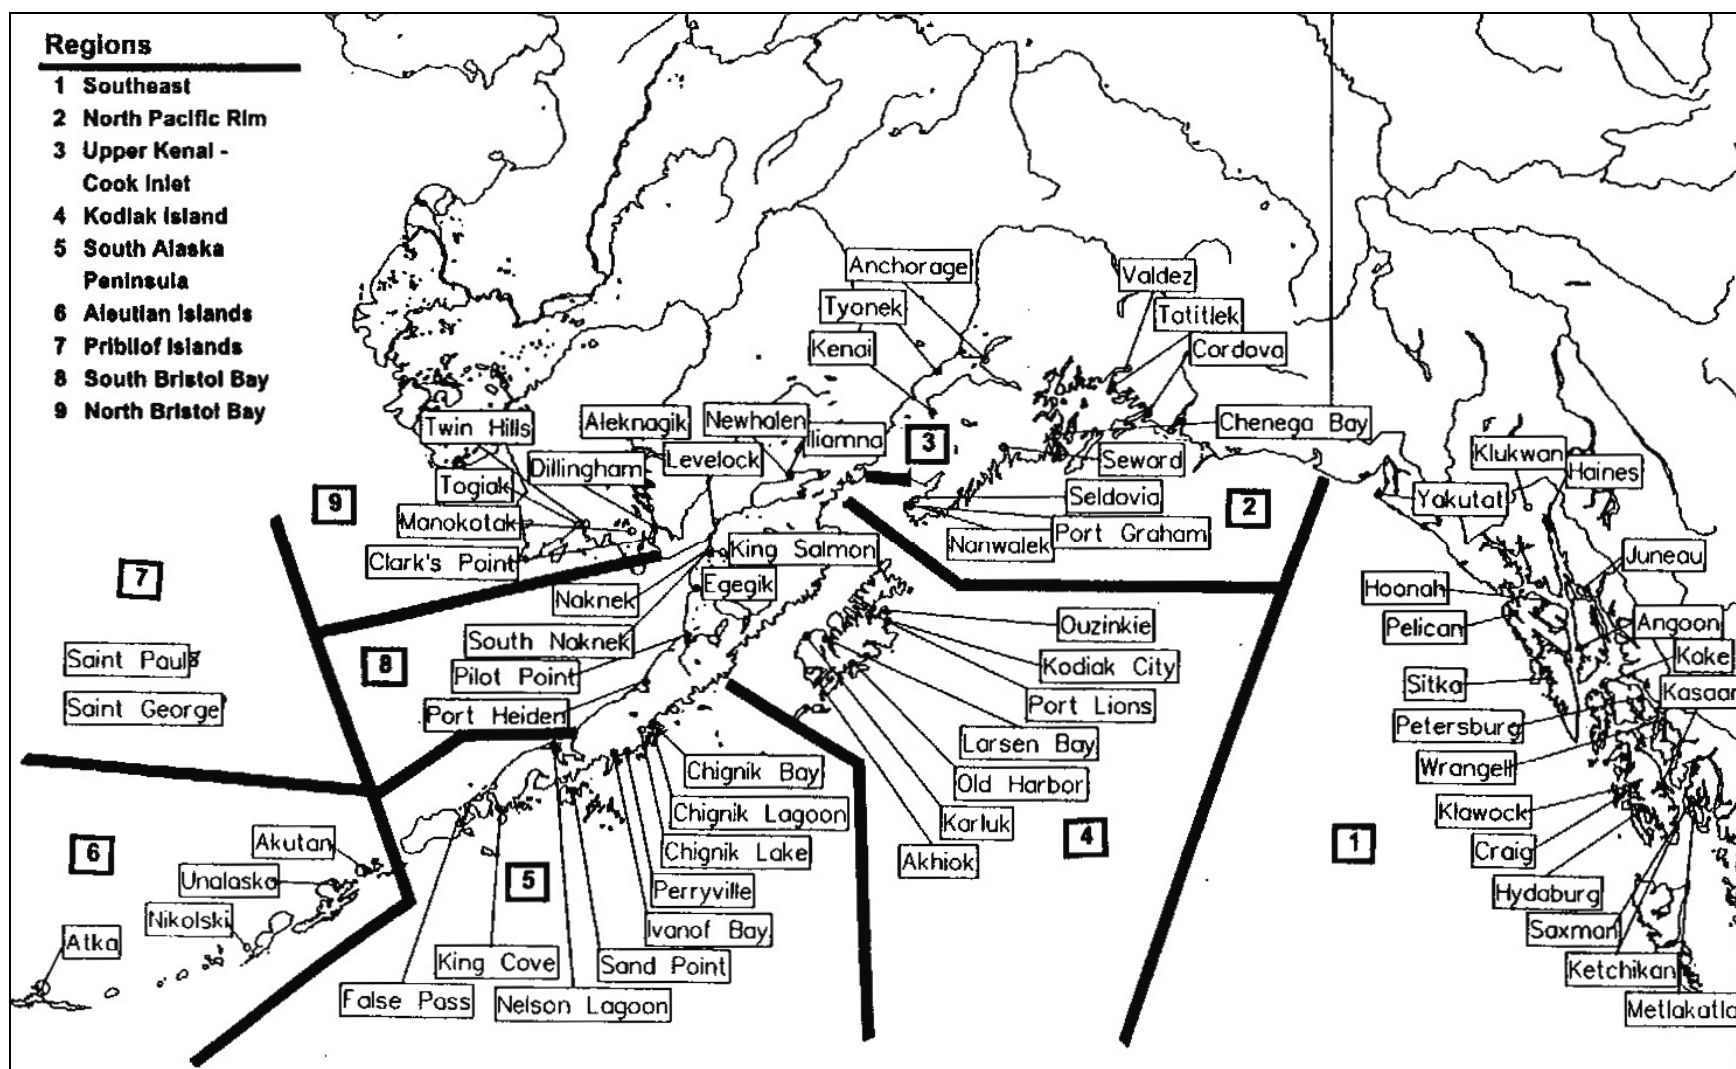 Regions
1 Southeast
2 North Pacific Rim
3 Upper Kenai -
Cook Inlet
4 Kodiak Island
5 South Alaska
Peninsula
6 Aleutian Islands
7 Pribilof Islands
8 South Bristol Bay
9 North Bristol Bay
Anchorage
Valdez
Tyonek
Tatitlek
Kenai
Cordova
Aleknagik
Newhalen
Iliamna
Twin Hills
3
Chenega Bay
Klukwan
Dillingham
Levelock
Seward
Haines
Togiak
9
Seldovia
2
Yakutat
Manokotak
Port Graham
Nanwalek
King Salmon
Clark's Point
Juneau
7
Egegik
Hoonah
Naknek
Ouzinkie
Pelican
Angoon
South Naknek
Saint Paul
8
Kodiak City
Kake
Pilot Point
Sitka
Kasaan
Saint George
Port Heiden
Port Lions
Petersburg
Larsen Bay
Chignik Bay
Wrangell
Old Harbor
Chignik Lagoon
Klawock
Karluk
4
1
Akutan
6
Chignik Lake
Akhiok
Craig
Unalaska
5
Perryville
Hydaburg
Nikolski
Ivanof Bay
Saxman
Atka
King Cove
Sand Point
Ketchikan
False Pass
Nelson Lagoon
Metlakatla